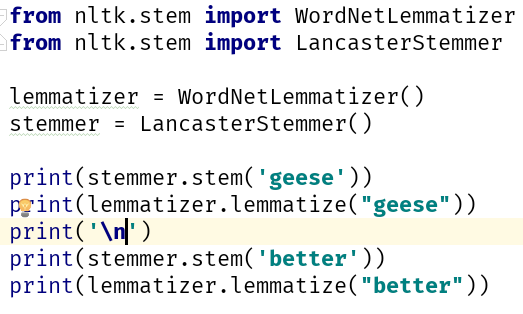 from nltk.stem import WordNetLemmatizer
from nltk.stem import LancasterStemmer
lemmatizer = WordNetLemmatizer()
stemmer = LancasterStemmer()
print(stemmer.stem('geese'))
print(lemmatizer.lemmatize("geese"))
print('\n')
print(stemmer.stem('better'))
print(lemmatizer.lemmatize("better"))